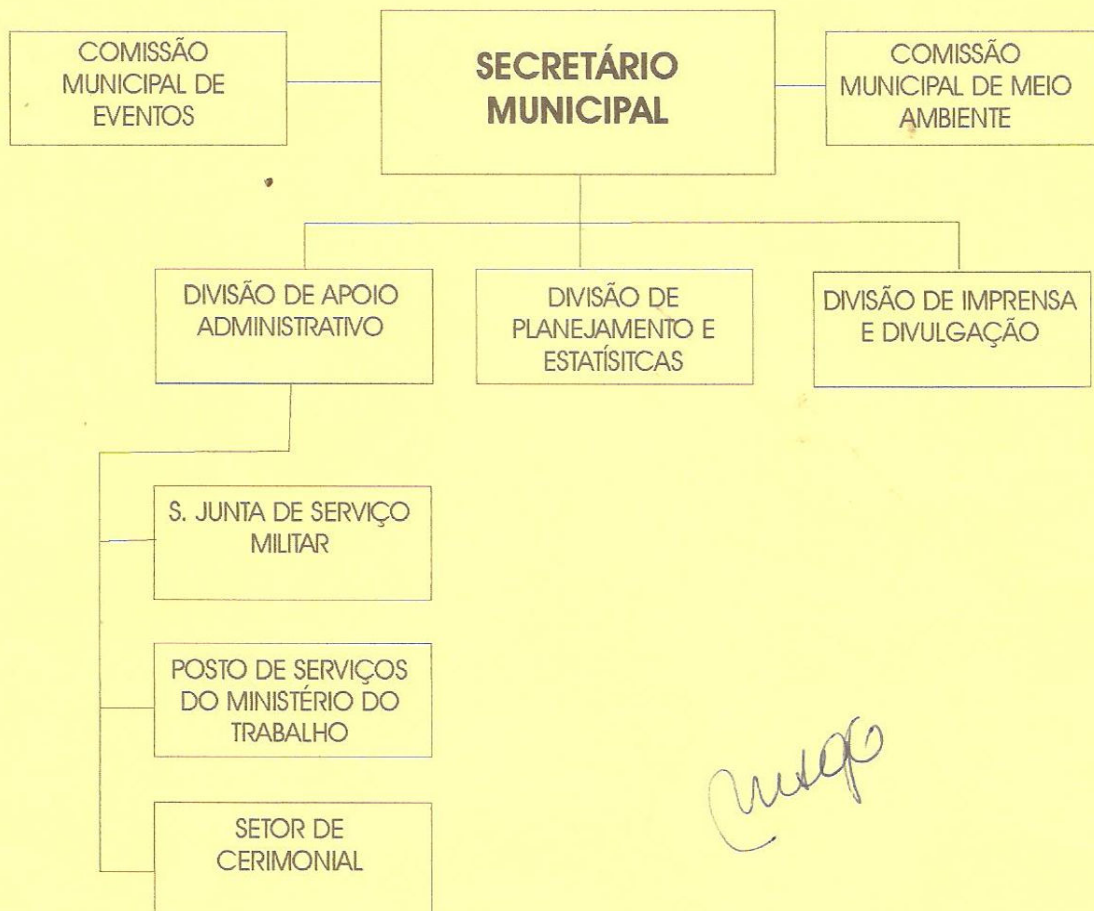 COMISSÃO
MUNICIPAL DE
EVENTOS
SECRETÁRIO
MUNICIPAL
COMISSÃO
MUNICIPAL DE MEIO
AMBIENTE
DIVISÃO DE APOIO
ADMINISTRATIVO
DIVISÃO DE
PLANEJAMENTO E
ESTATÍSITCAS
DIVISÃO DE IMPRENSA
E DIVULGAÇÃO
S. JUNTA DE SERVIÇO
MILITAR
POSTO DE SERVIÇOS
DO MINISTÉRIO DO
TRABALHO
SETOR DE
CERIMONIAL